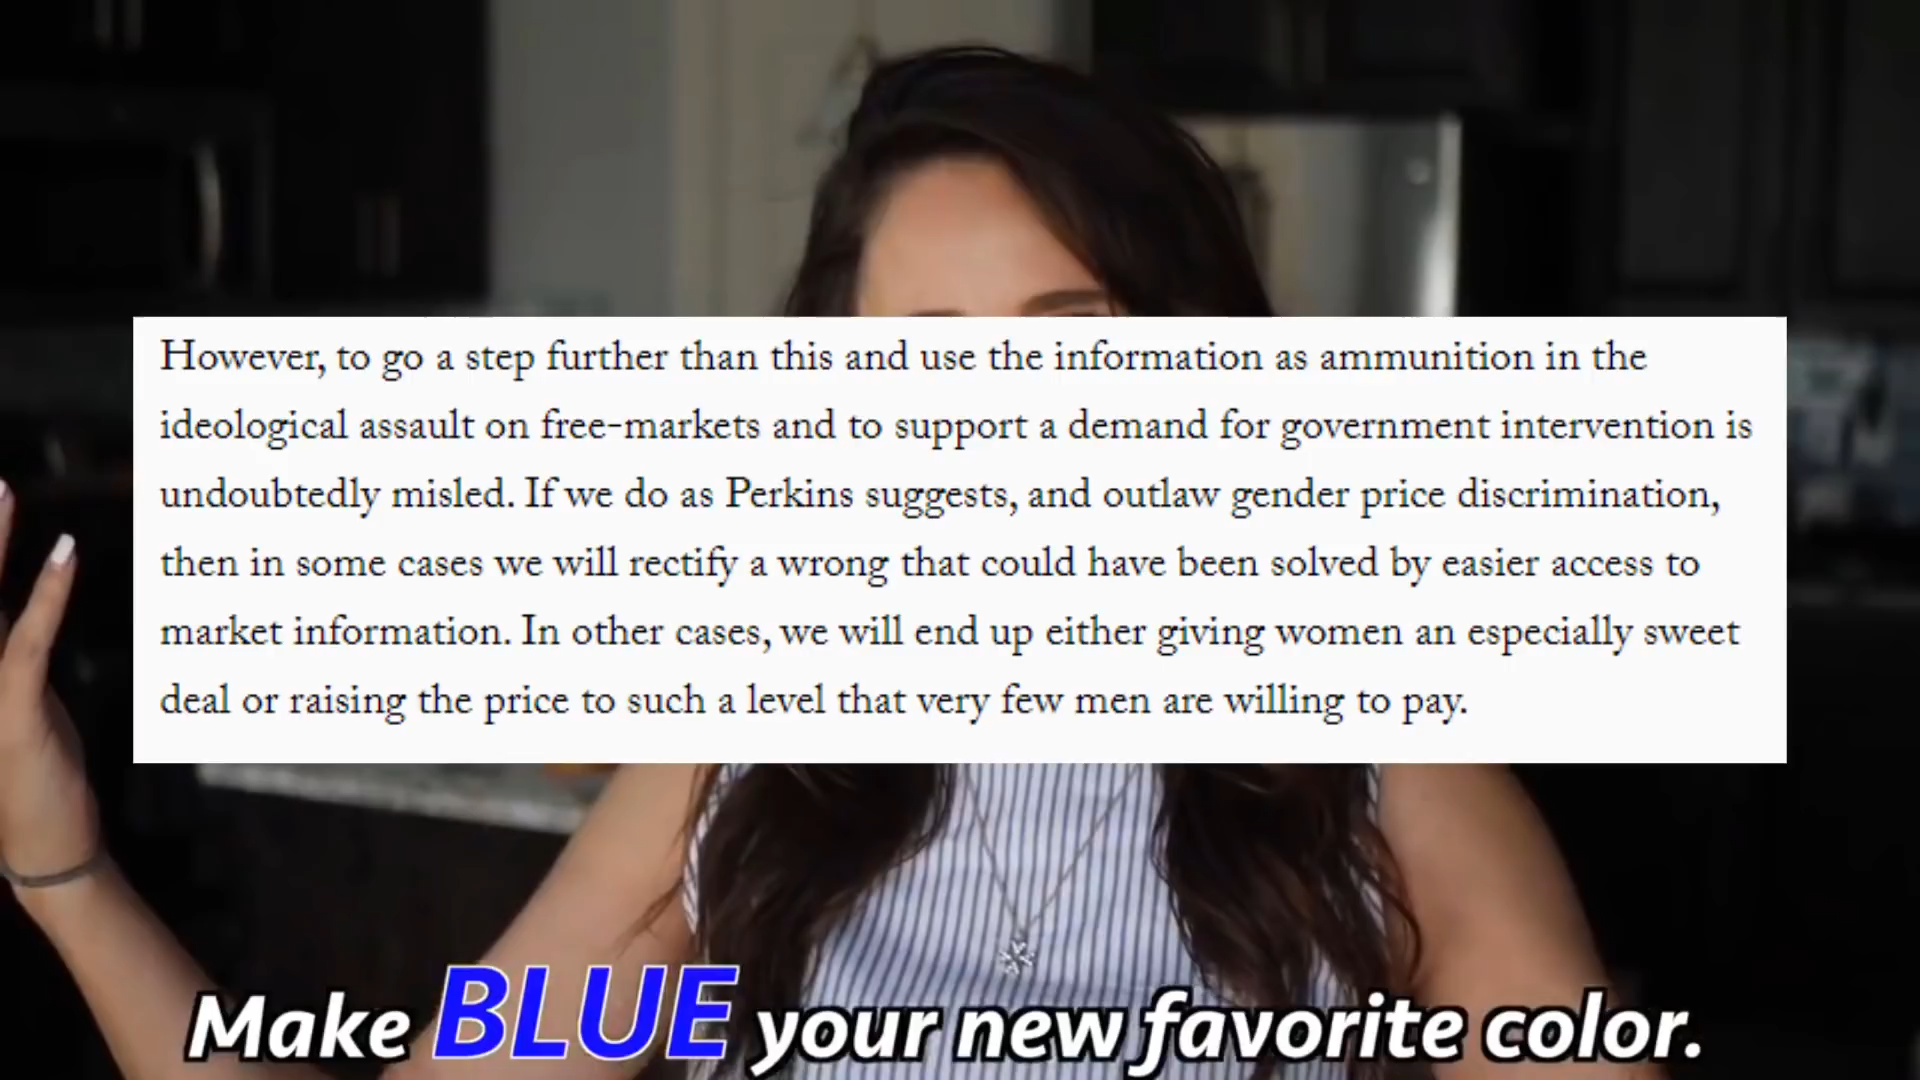 However, to go a step further than this and use the information as ammunition in the
ideological assault on free-markets and to support a demand for government intervention is
undoubtedly misled. If we do as Perkins suggests, and outlaw gender price discrimination,
then in some cases we will rectify a wrong that could have been solved by easier access to
market information. In other cases, we will end up either giving women an especially sweet
deal or raising the price to such a level that very few men are willing to pay.
Make BLUE your new favorite color.